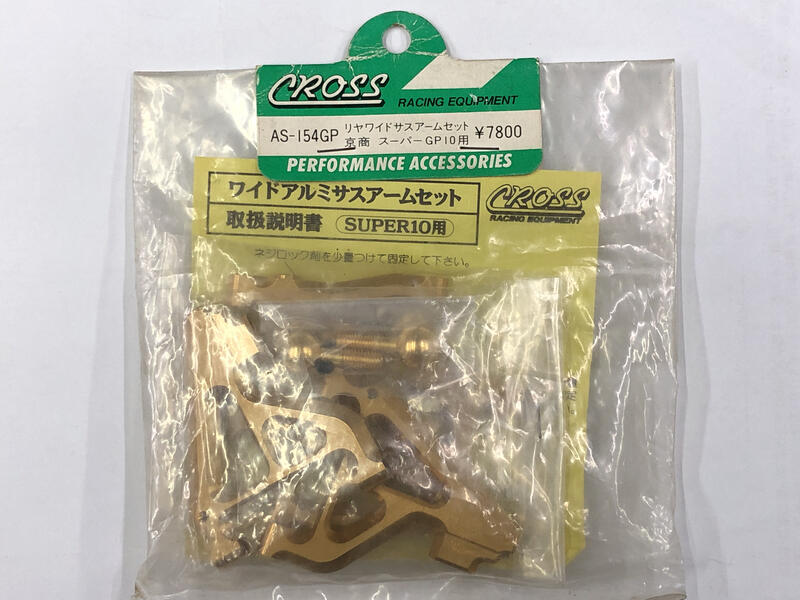 CROSS
RACING EQUIPMENT
AS-154GP リヤワイドサスアームセット ¥7800
京商 スーパーGP10用
PERFORMANCE ACCESSORIES
ワイドアルミサスアームセット
取扱説明書 SUPER10用
CROSS
RACING EQUIPMENT
ネジロック剤を少量つけて固定して下さい。